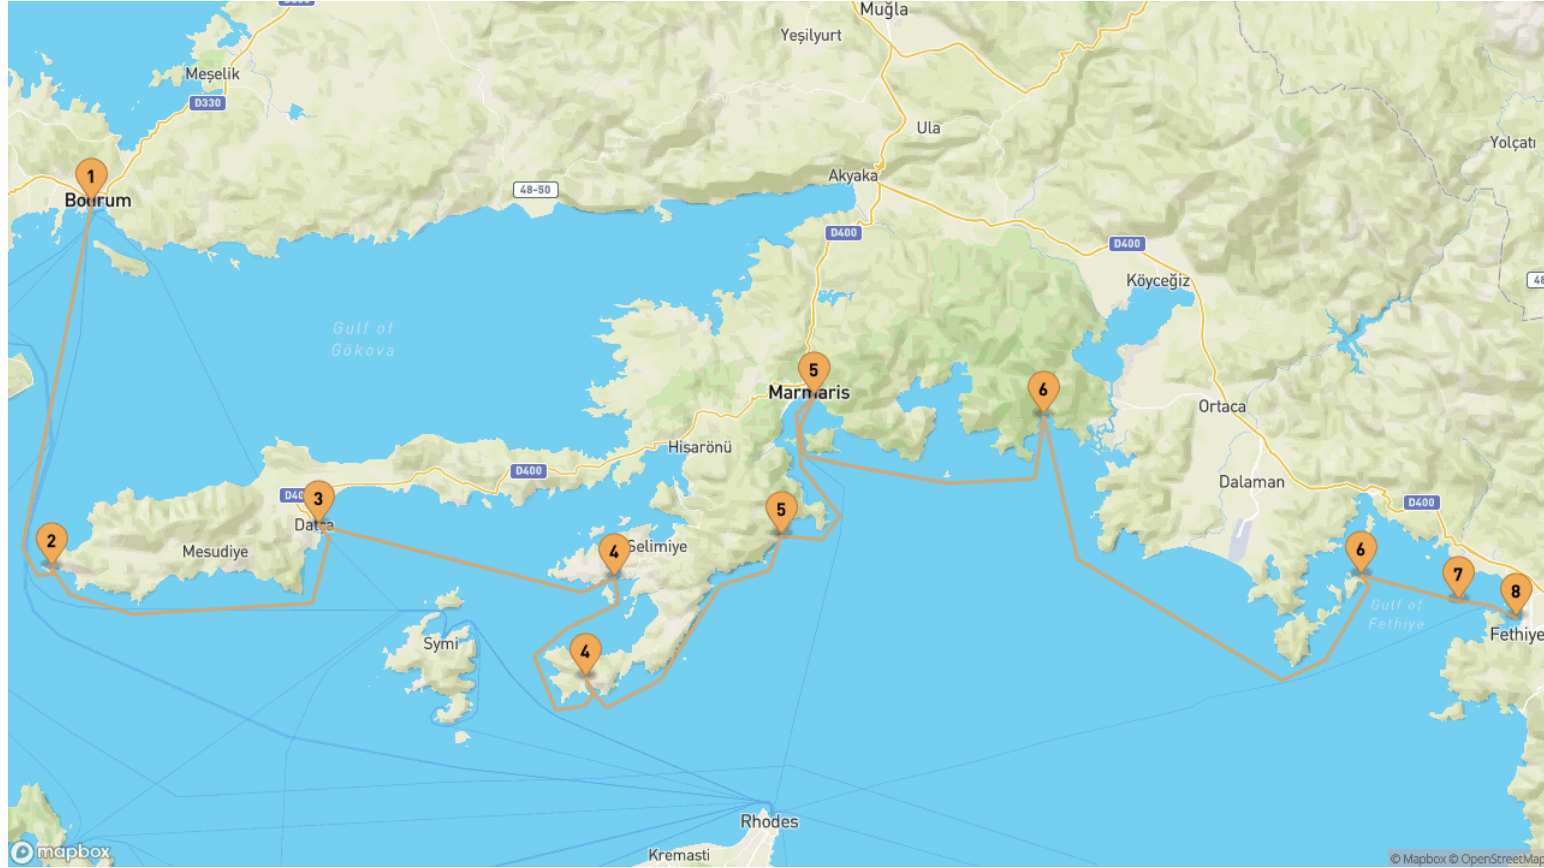 Muğla
Yeşilyurt
Meşelik
D330
Ula
Yolçatı
Akyaka
1
Bodrum
48-50
D400
D400
Köyceğiz
Gulf of
Gökova
5
Marmaris
6
Ortaca
Hisarönü
D400
Dalaman
D400
3
Datça
2
Mesudiye
5
4
Selimiye
6
7
8
Gulf of
Fethiye
Fethiye
Symi
4
Rhodes
Kremasti
mapbox
© Mapbox © OpenStreetMap